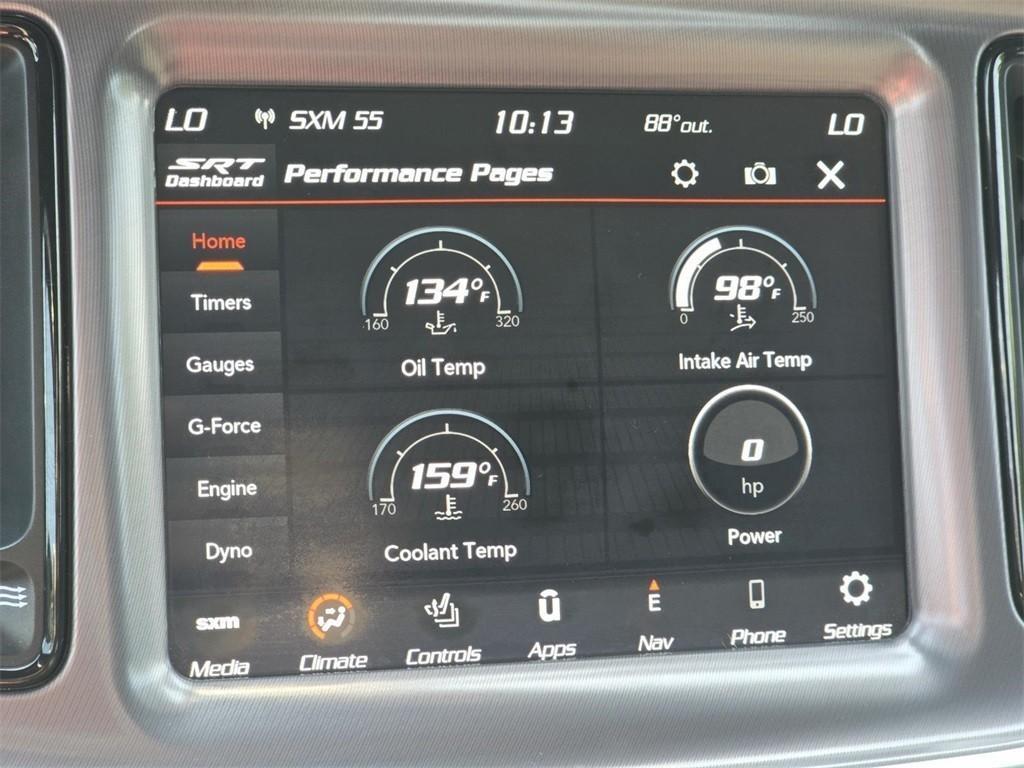 LO SXM 55 10:13 88° out. LO
SRT
Dashboard
Performance Pages
Home
Timers
Gauges
G-Force
Engine
Dyno
134°F
160 320
Oil Temp
98°F
0 250
Intake Air Temp
159°F
170 260
Coolant Temp
0
hp
Power
sxm
u
E
Media Climate Controls Apps Nav Phone Settings